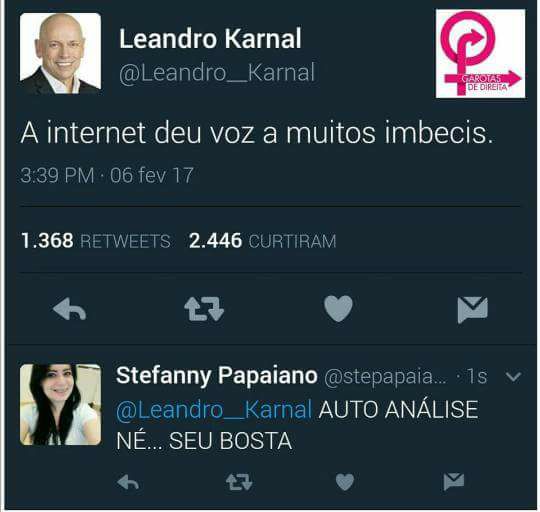 Leandro Karnal
@Leandro__Karnal
GAROTAS
DE DIREITA
A internet deu voz a muitos imbecis.
3:39 PM · 06 fev 17
1.368 RETWEETS 2.446 CURTIRAM
Stefanny Papaiano @stepapaia... · 1s
@Leandro__Karnal AUTO ANÁLISE
NÉ... SEU BOSTA